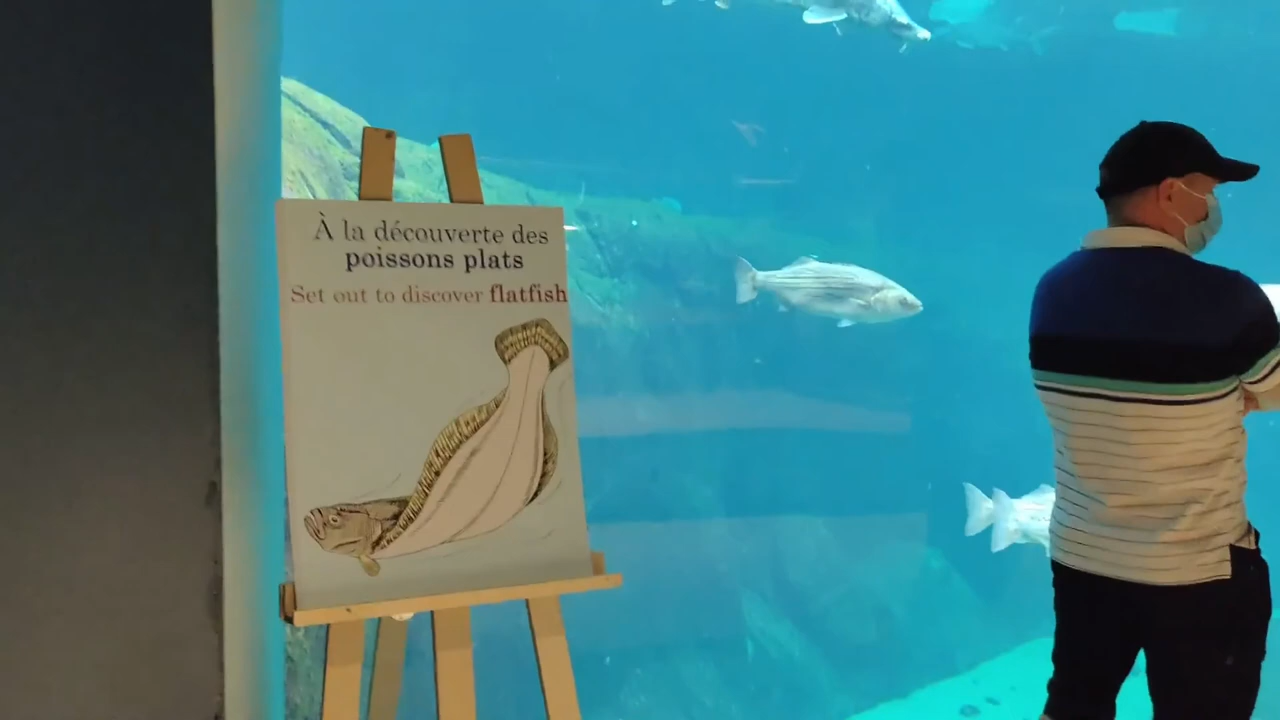 À la découverte des
poissons plats
Set out to discover flatfish